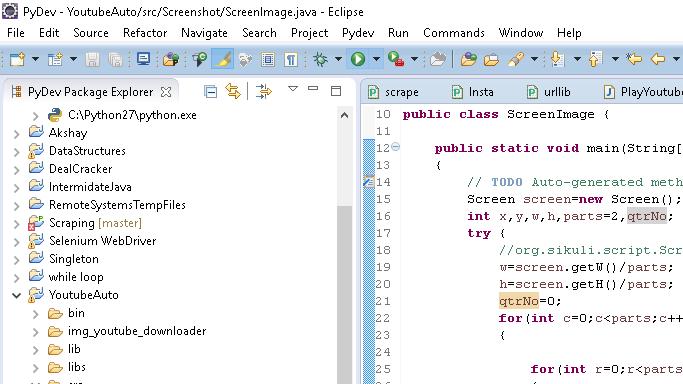 PyDev - YoutubeAuto/src/Screenshot/ScreenImage.java - Eclipse
File Edit Source Refactor Navigate Search Project Pydev Run Window Help
PyDev Package Explorer
C:\Python27\python.exe
Akshay
DataStructures
DealCracker
IntermidateJava
RemoteSystemsTempFiles
Scraping [master]
Selenium WebDriver
Singleton
while loop
YoutubeAuto
bin
img_youtube_downloader
lib
libs
scrape Insta urllib PlayYoutube
10 public class ScreenImage {
11
12 public static void main(String[
13 {
14 // TODO Auto-generated meth
15 Screen screen=new Screen();
16 int x,y,w,h,parts=2,qtrNo;
17 try {
18 //org.sikuli.script.Scr
19 w=screen.getW()/parts;
20 h=screen.getH()/parts;
21 qtrNo=0;
22 for(int c=0;c<parts;c++
23 {
24
25 for(int r=0;r<parts